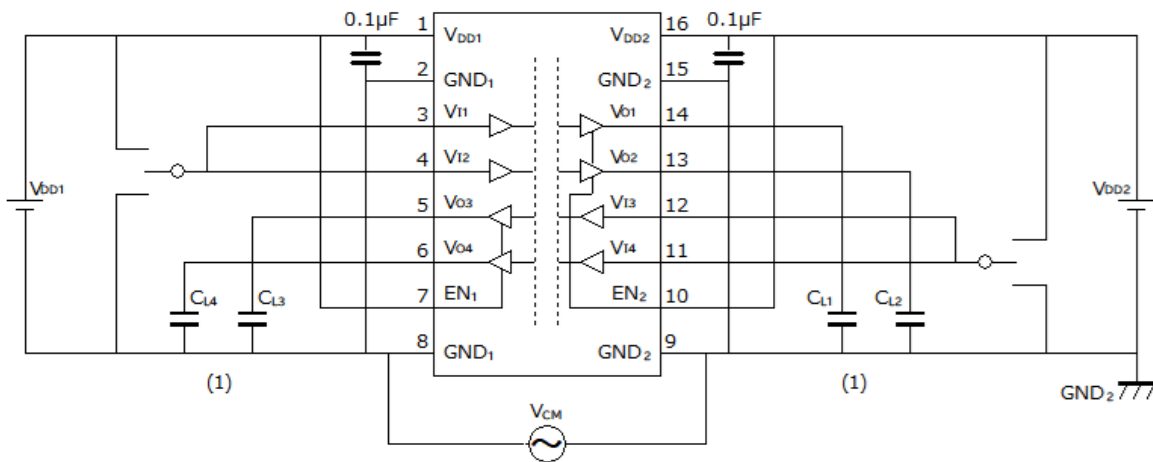 0.1µF
0.1µF
1
VDD1
VDD2
16
2
GND1
GND2
15
3
VI1
VO1
14
4
VI2
VO2
13
VDD1
VDD2
5
VO3
VI3
12
6
VO4
VI4
11
CL4
CL3
7
EN1
EN2
10
CL1
CL2
8
GND1
GND2
9
(1)
(1)
GND2
VCM